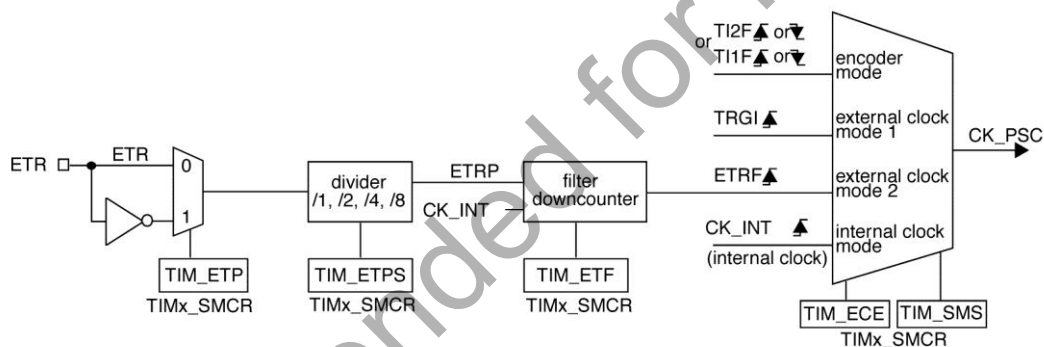 or TI2F or
TI1F or
encoder
mode
TRGI
external clock
mode 1
CK_PSC
ETR
ETR
0
1
divider
/1, /2, /4, /8
ETRP
CK_INT
filter
downcounter
ETRF
external clock
mode 2
CK_INT
(internal clock)
internal clock
mode
TIM_ETP
TIMx_SMCR
TIM_ETPS
TIMx_SMCR
TIM_ETF
TIMx_SMCR
TIM_ECE
TIM_SMS
TIMx_SMCR
nded for